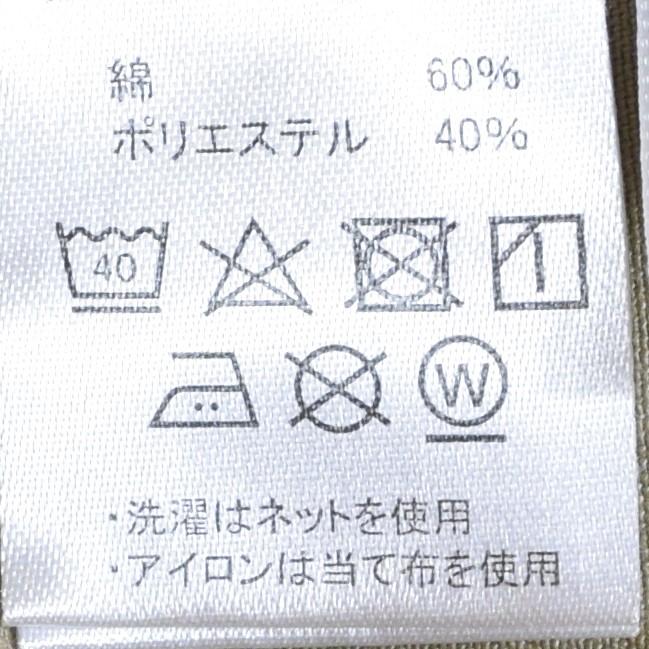 綿 60%
ポリエステル 40%
40
W
・洗濯はネットを使用
・アイロンは当て布を使用